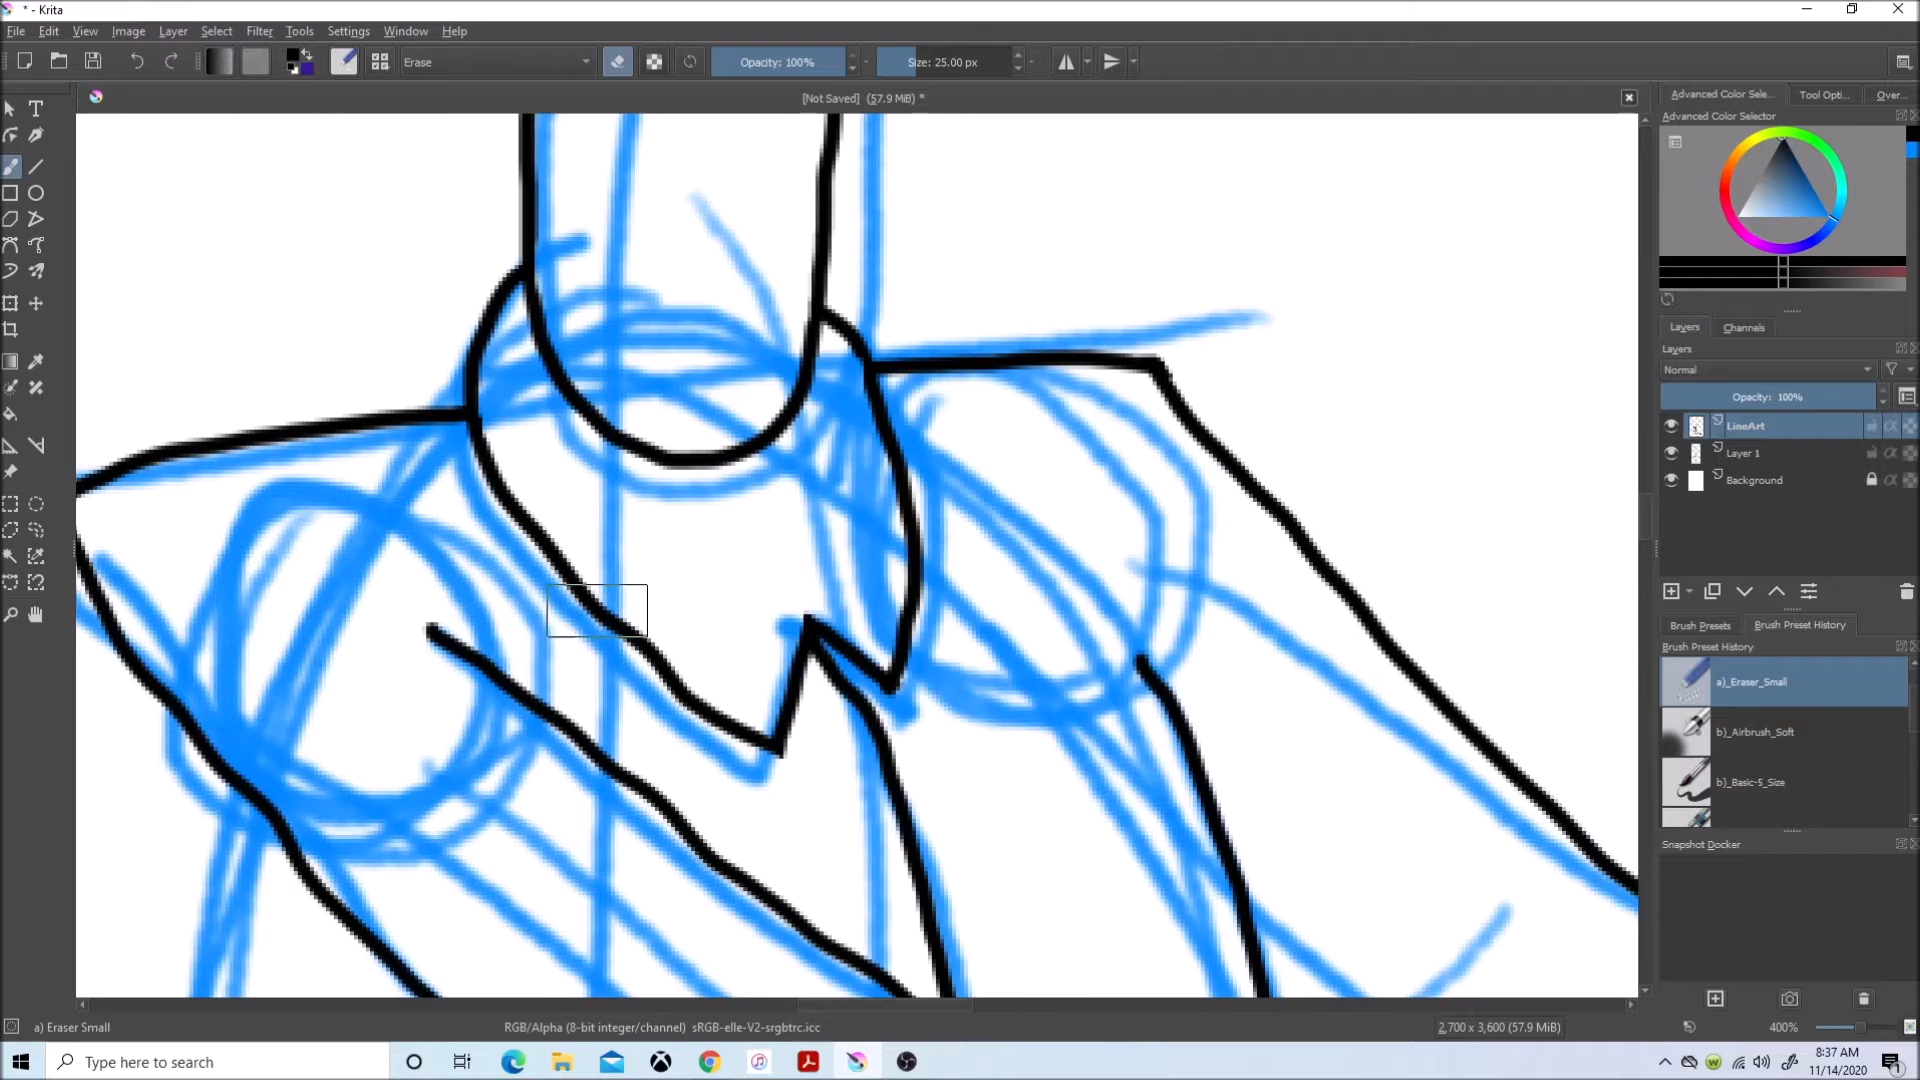 * - Krita
File Edit View Image Layer Select Filter Tools Settings Window Help
Erase Opacity: 100% Size: 25.00 px
[Not Saved] (57.9 MiB) *
Advanced Color Sele... Tool Opti... Over...
Advanced Color Selector
Layers Channels
Layers
Normal
Opacity: 100%
LineArt
Layer 1
Background
Brush Presets Brush Preset History
Brush Preset History
a)_Eraser_Small
b)_Airbrush_Soft
b)_Basic-5_Size
Snapshot Docker
a) Eraser Small RGB/Alpha (8-bit integer/channel) sRGB-elle-V2-srgbtrc.icc 2,700 x 3,600 (57.9 MiB) 400%
Type here to search
8:37 AM
11/14/2020
1